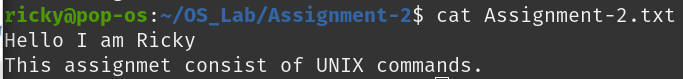 ricky@pop-os:~/OS_Lab/Assignment-2$ cat Assignment-2.txt
Hello I am Ricky
This assignmet consist of UNIX commands.